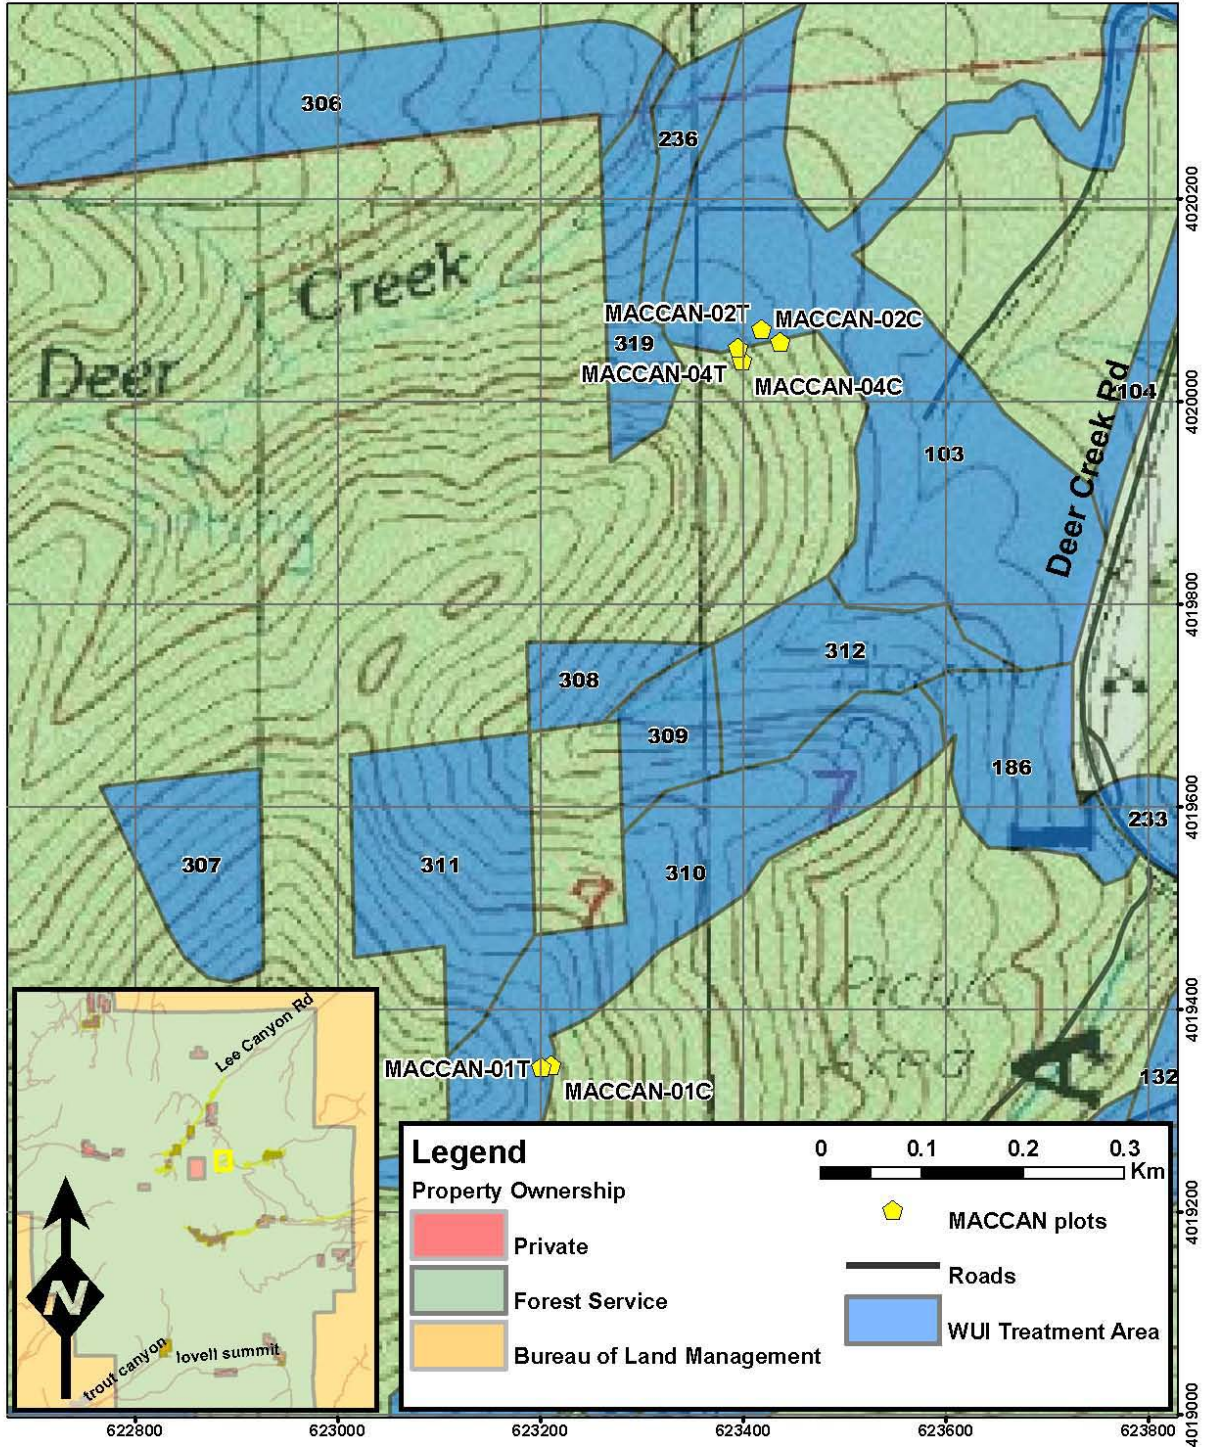 306
236
4020200
Creek
MACCAN-02T
MACCAN-02C
319
Deer
MACCAN-04T
MACCAN-04C
104
4020000
Deer Creek Rd
103
4019800
312
308
309
186
7
4019600
233
307
311
310
7
4019400
A
132
MACCAN-01T
MACCAN-01C
Lee Canyon Rd
trout canyon
lovell summit
N
Legend
Property Ownership
Private
Forest Service
Bureau of Land Management
0 0.1 0.2 0.3
Km
MACCAN plots
Roads
WUI Treatment Area
4019200
4019000
622800 623000 623200 623400 623600 623800